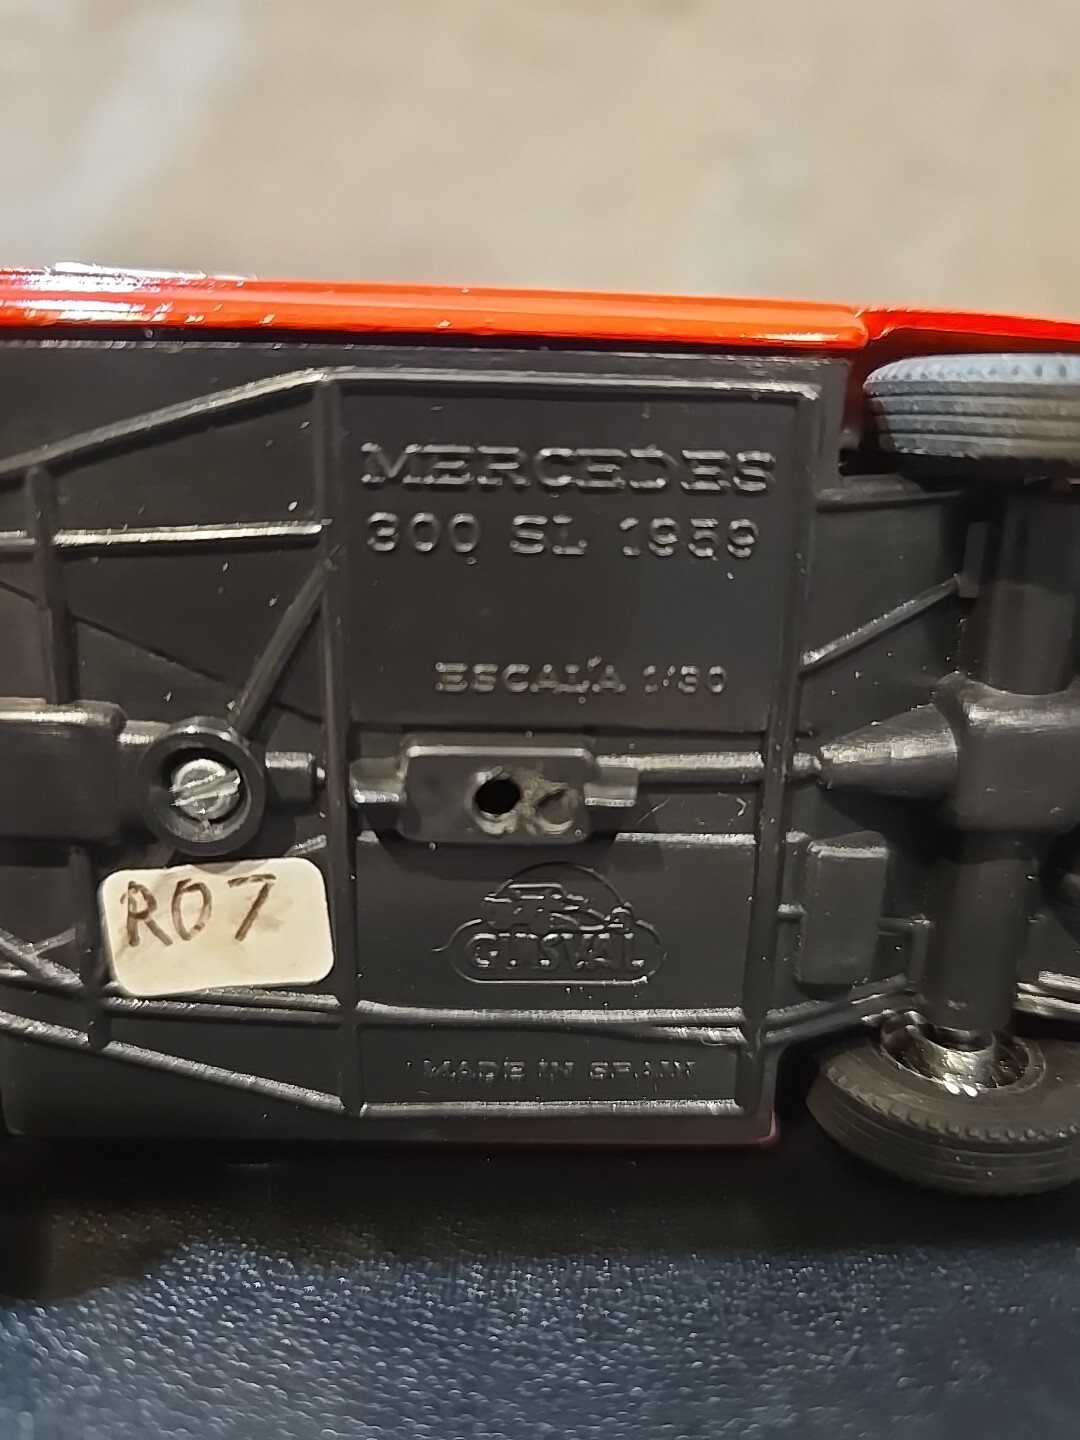 MERCEDES
300 SL 1959
ESCALA 1/30
R07
GUISVAL
MADE IN SPAIN